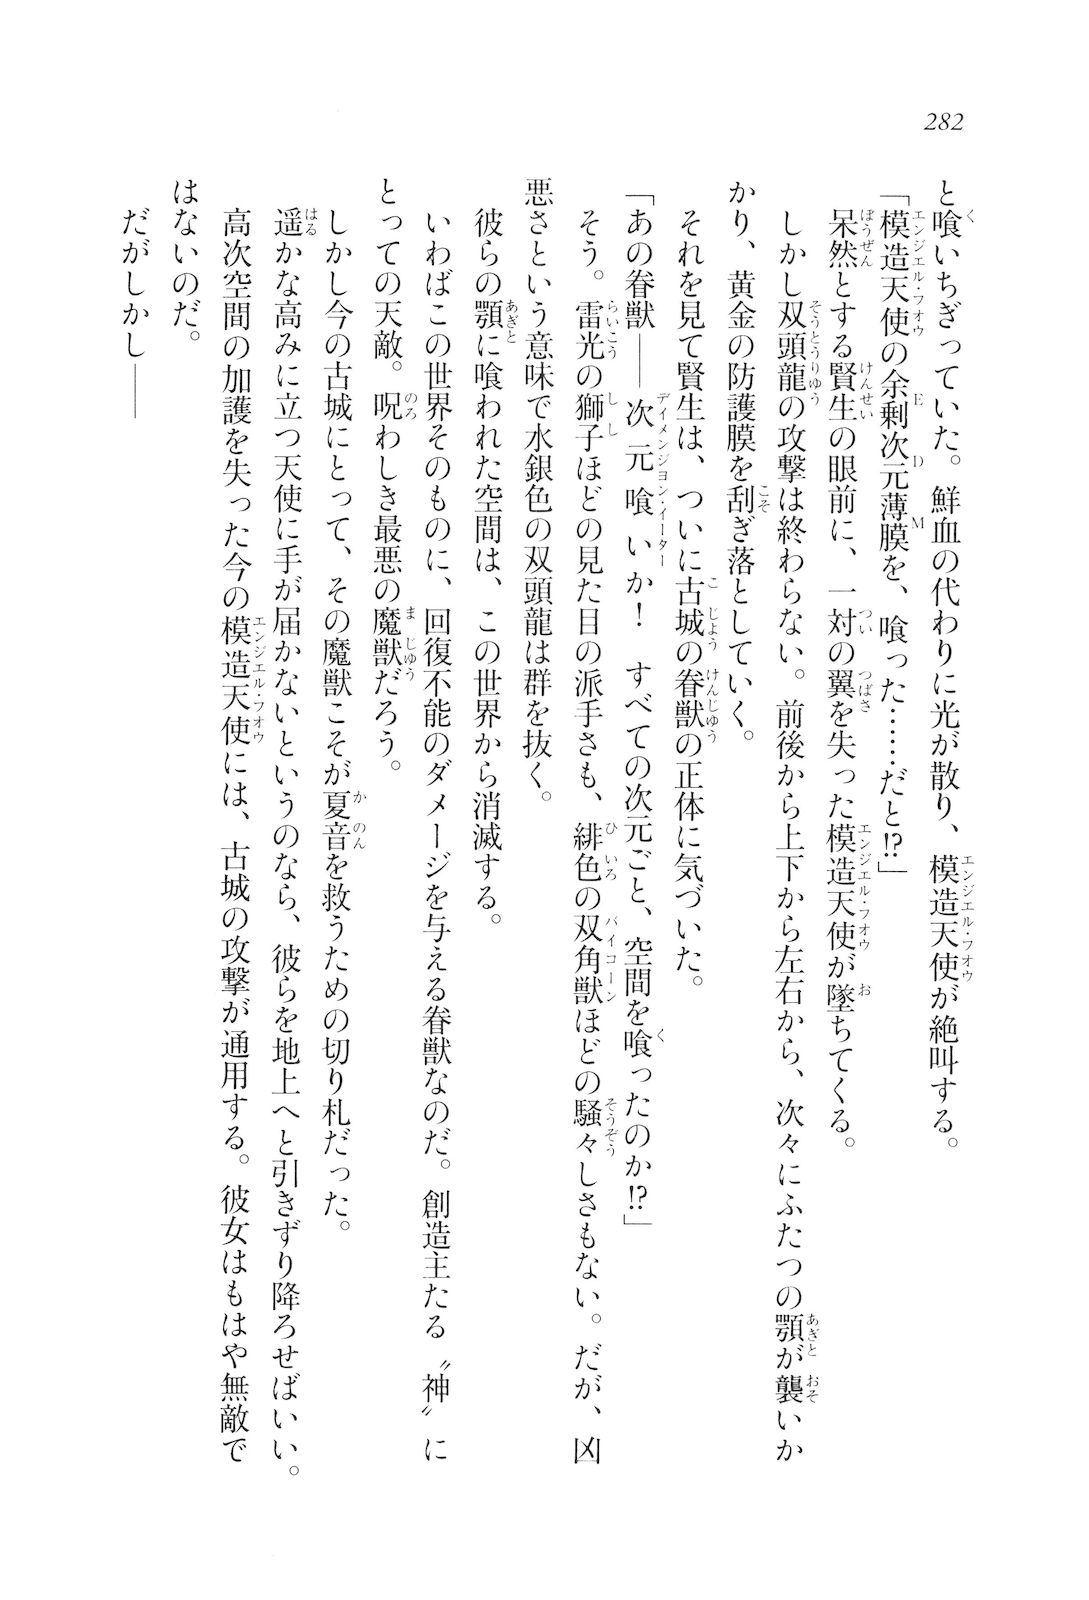 282
と喰いちぎっていた。鮮血の代わりに光が散り、模造天使が絶叫する。
「模造天使の余剰次元薄膜を、喰った……だと!?」
呆然とする賢生の眼前に、一対の翼を失った模造天使が墜ちてくる。
しかし双頭龍の攻撃は終わらない。前後から上下から左右から、次々にふたつの顎が襲いか
かり、黄金の防護膜を刮ぎ落としていく。
それを見て賢生は、ついに古城の眷獣の正体に気づいた。
「あの眷獣――次元喰いか！　すべての次元ごと、空間を喰ったのか!?」
そう。雷光の獅子ほどの見た目の派手さも、緋色の双角獣ほどの騒々しさもない。だが、凶
悪さという意味で水銀色の双頭龍は群を抜く。
彼らの顎に喰われた空間は、この世界から消滅する。
いわばこの世界そのものに、回復不能のダメージを与える眷獣なのだ。創造主たる〝神〟に
とっての天敵。呪わしき最悪の魔獣だろう。
しかし今の古城にとって、その魔獣こそが夏音を救うための切り札だった。
遥かな高みに立つ天使に手が届かないというのなら、彼らを地上へと引きずり降ろせばいい。
高次空間の加護を失った今の模造天使には、古城の攻撃が通用する。彼女はもはや無敵で
はないのだ。
だがしかし――